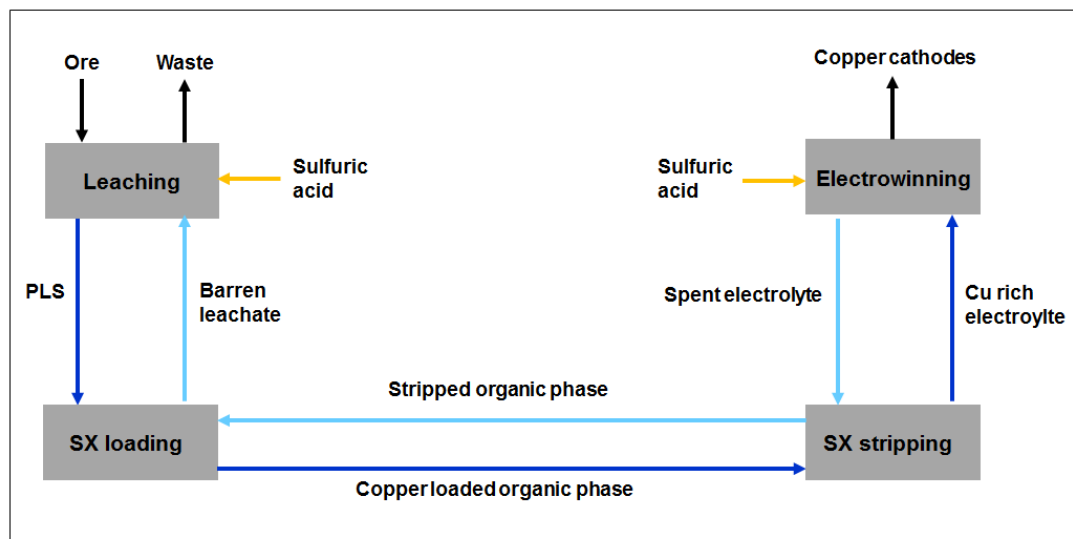 Ore
Waste
Copper cathodes
Leaching
Sulfuric
acid
Sulfuric
acid
Electrowinning
PLS
Barren
leachate
Spent electrolyte
Cu rich
electroylte
Stripped organic phase
SX loading
SX stripping
Copper loaded organic phase